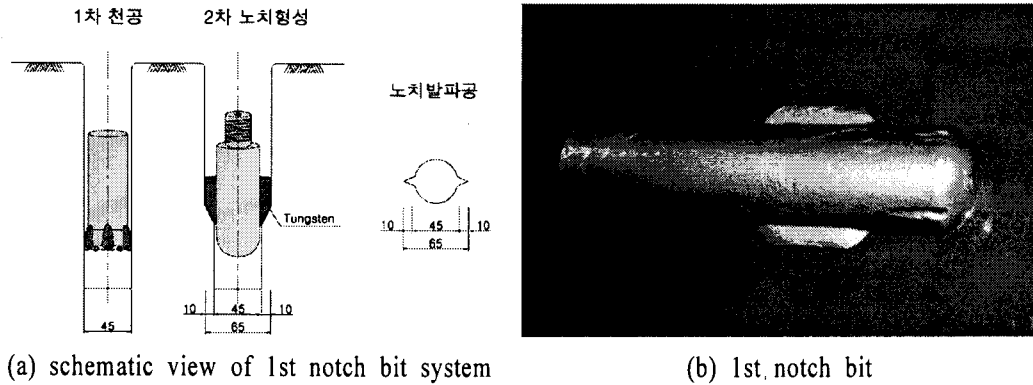 1차 천공
2차 노치형성
노치발파공
Tungsten
10 45 10
65
45
10 45 10
65
(a) schematic view of 1st notch bit system
(b) 1st notch bit